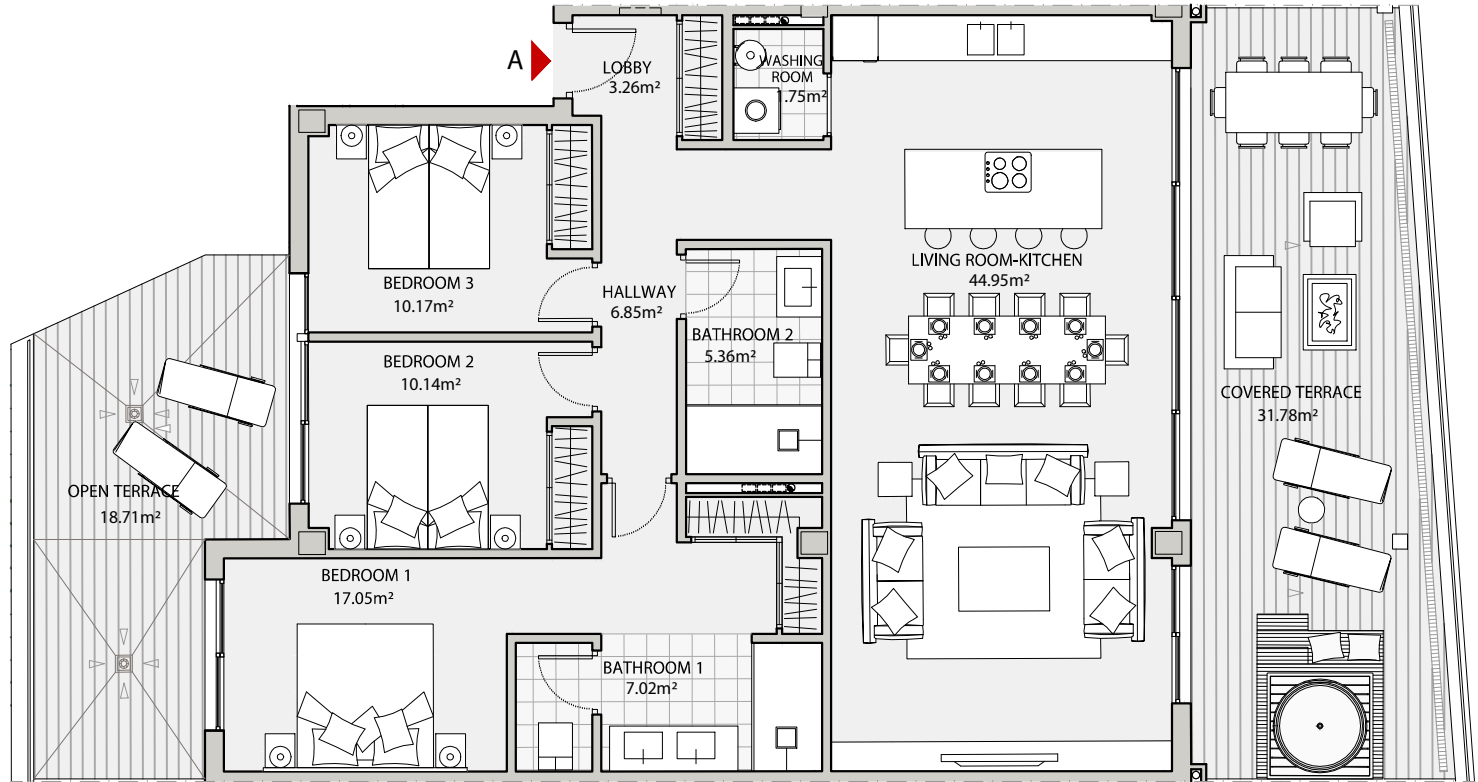 A
LOBBY
3.26m²
WASHING
ROOM
1.75m²
BEDROOM 3
10.17m²
HALLWAY
6.85m²
LIVING ROOM-KITCHEN
44.95m²
BATHROOM 2
5.36m²
BEDROOM 2
10.14m²
COVERED TERRACE
31.78m²
OPEN TERRACE
18.71m²
BEDROOM 1
17.05m²
BATHROOM 1
7.02m²